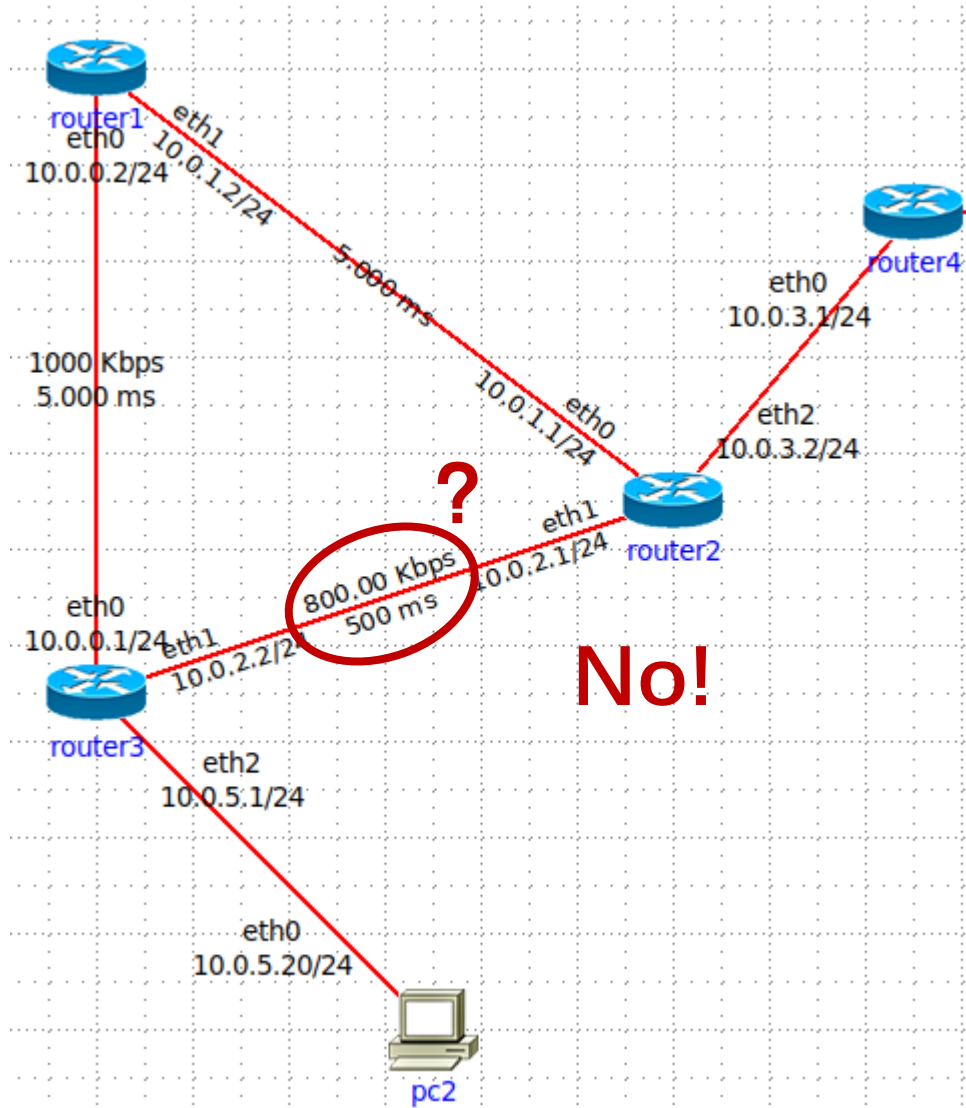 router1
eth0
10.0.0.2/24
eth1
10.0.1.2/24
5.000 ms
router4
eth0
10.0.3.1/24
1000 Kbps
5.000 ms
eth0
10.0.1.1/24
eth2
10.0.3.2/24
?
eth1
10.0.2.1/24
router2
800.00 Kbps
500 ms
eth0
10.0.0.1/24
eth1
10.0.2.2/24
No!
router3
eth2
10.0.5.1/24
eth0
10.0.5.20/24
pc2